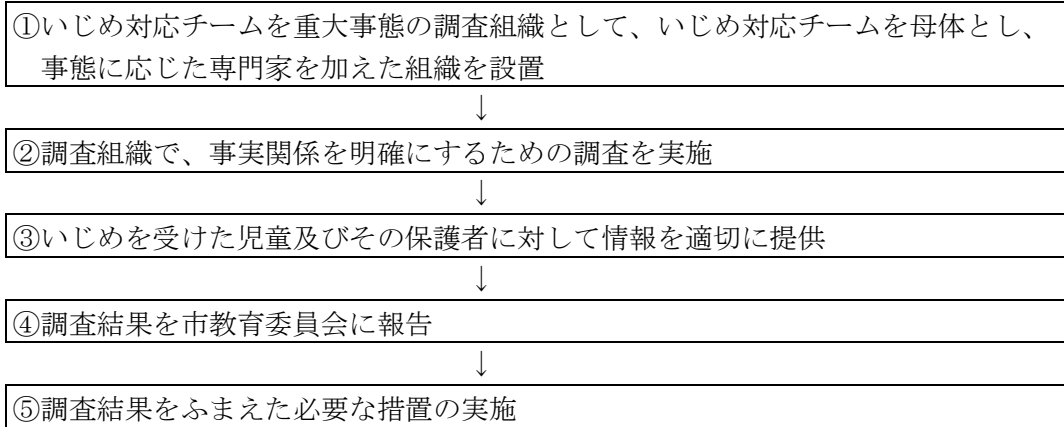 ①いじめ対応チームを重大事態の調査組織として、いじめ対応チームを母体とし、
事態に応じた専門家を加えた組織を設置
↓
②調査組織で、事実関係を明確にするための調査を実施
↓
③いじめを受けた児童及びその保護者に対して情報を適切に提供
↓
④調査結果を市教育委員会に報告
↓
⑤調査結果をふまえた必要な措置の実施